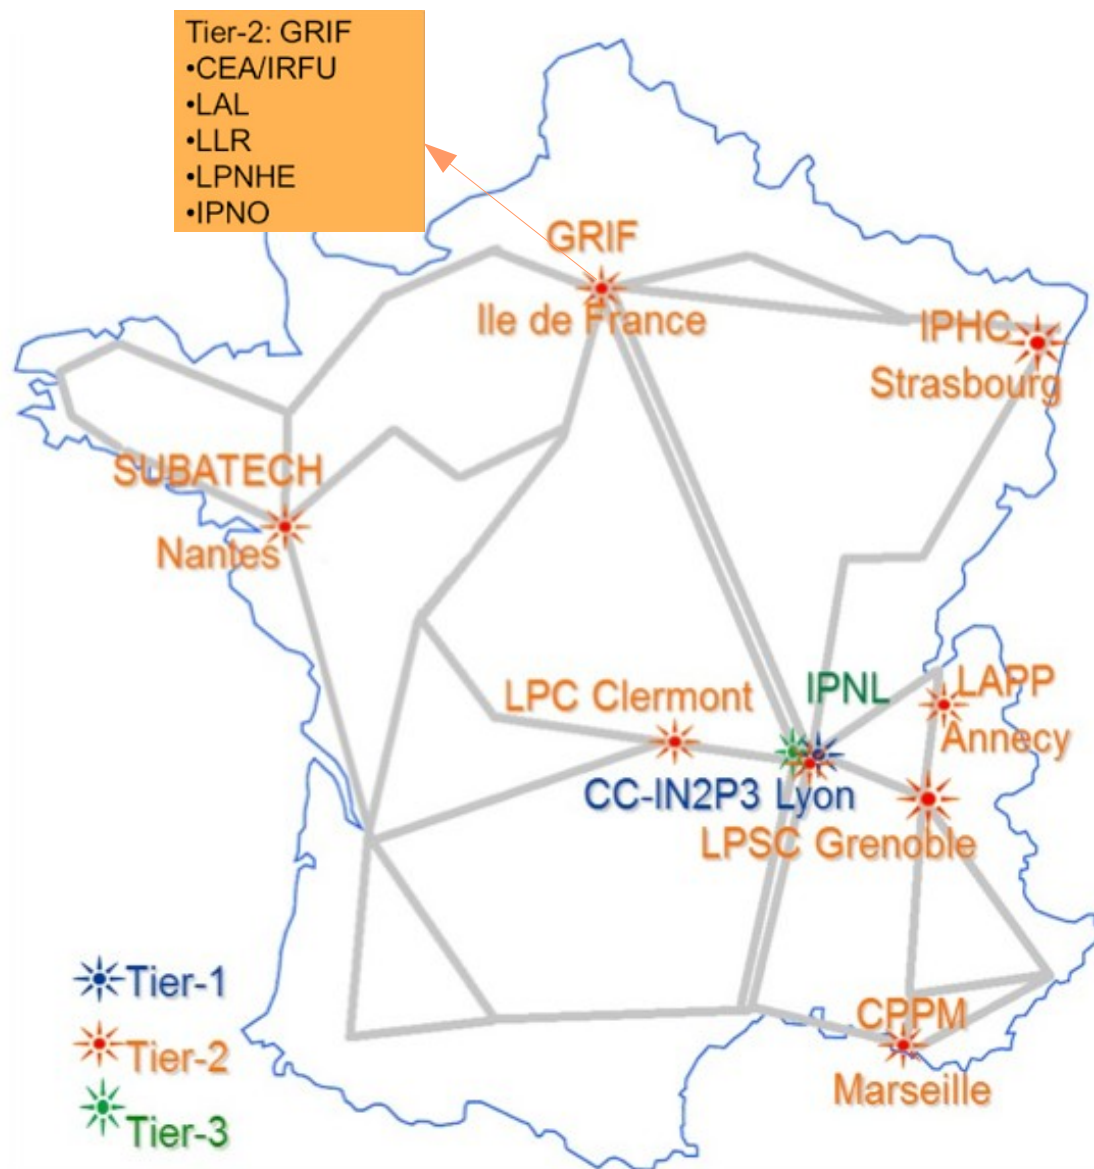 Tier-2: GRIF
•CEA/IRFU
•LAL
•LLR
•LPNHE
•IPNO
GRIF
Ile de France
IPHC
Strasbourg
SUBATECH
Nantes
LPC Clermont
IPNL
LAPP
Annecy
CC-IN2P3 Lyon
LPSC Grenoble
CPPM
Marseille
Tier-1
Tier-2
Tier-3